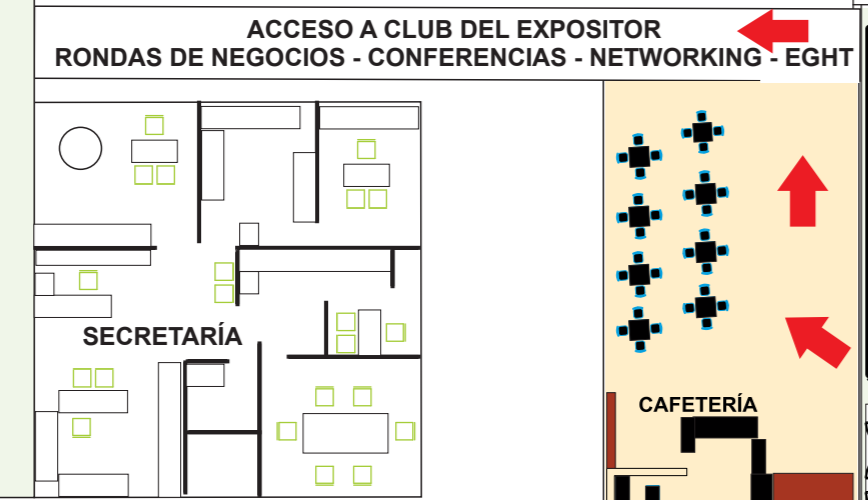 ACCESO A CLUB DEL EXPOSITOR
RONDAS DE NEGOCIOS - CONFERENCIAS - NETWORKING - EGHT
SECRETARÍA
CAFETERÍA